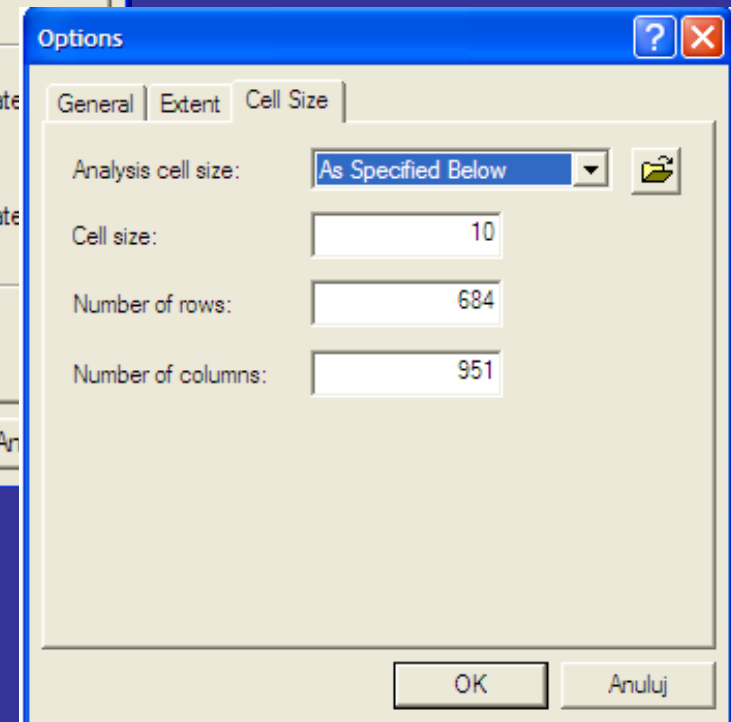 Options
General Extent Cell Size
Analysis cell size: As Specified Below
Cell size: 10
Number of rows: 684
Number of columns: 951
OK Anuluj